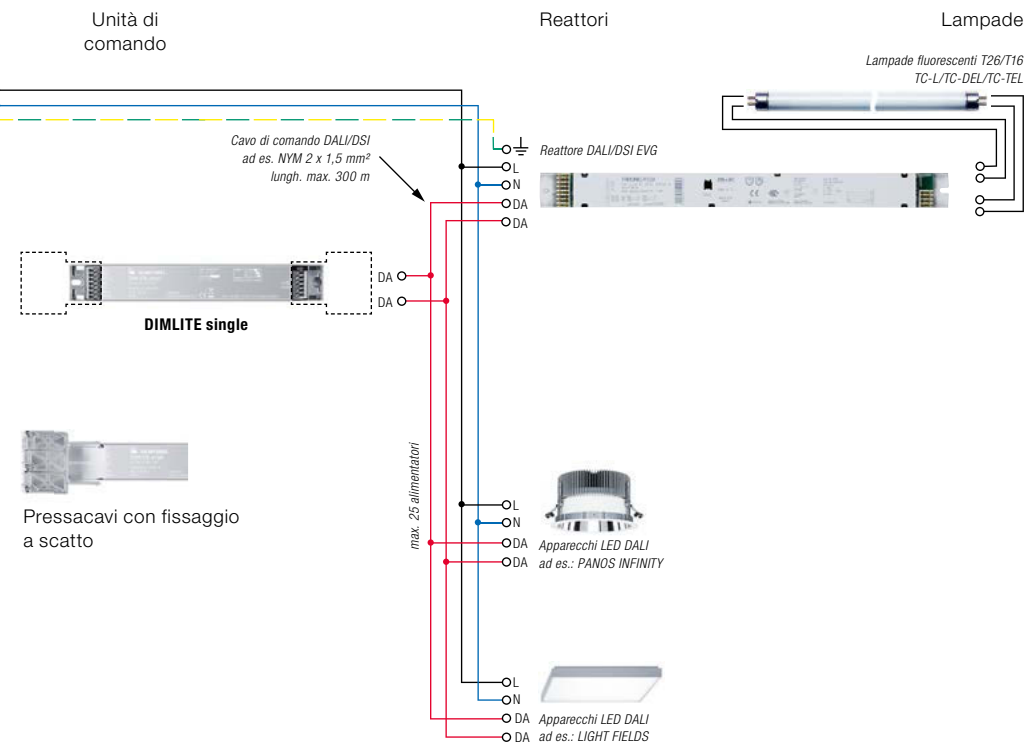 Unità di
comando
Reattori
Lampade
Lampade fluorescenti T26/T16
TC-L/TC-DEL/TC-TEL
Cavo di comando DALI/DSI
ad es. NYM 2 x 1,5 mm²
lungh. max. 300 m
Reattore DALI/DSI EVG
L
N
DA
DA
DA
DA
DIMLITE single
max. 25 alimentatori
Pressacavi con fissaggio
a scatto
L
N
DA
DA
Apparecchi LED DALI
ad es.: PANOS INFINITY
L
N
DA
DA
Apparecchi LED DALI
ad es.: LIGHT FIELDS